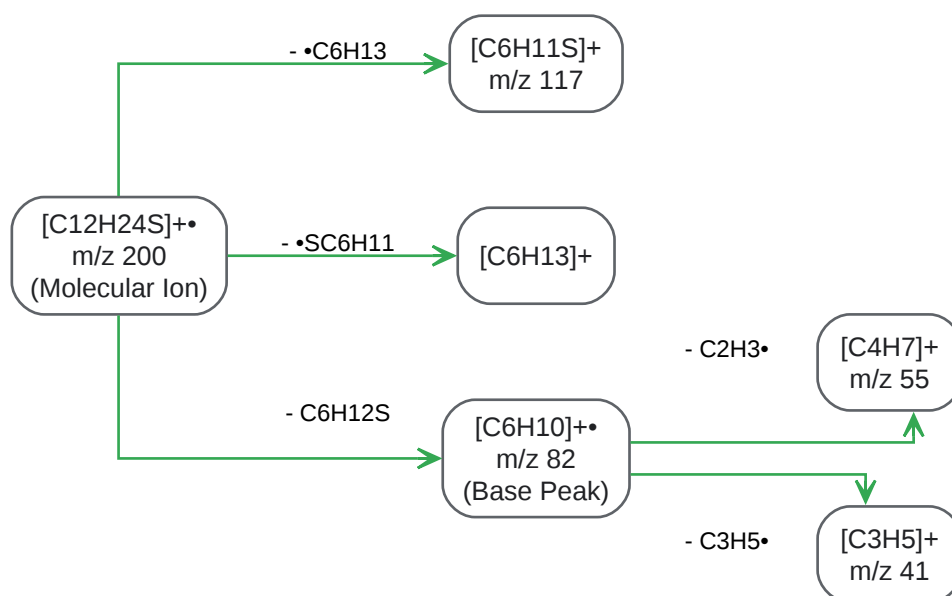 - •C6H13
[C6H11S]+
m/z 117
[C12H24S]+•
m/z 200
(Molecular Ion)
- •SC6H11
[C6H13]+
- C6H12S
[C6H10]+•
m/z 82
(Base Peak)
- C2H3•
[C4H7]+
m/z 55
- C3H5•
[C3H5]+
m/z 41